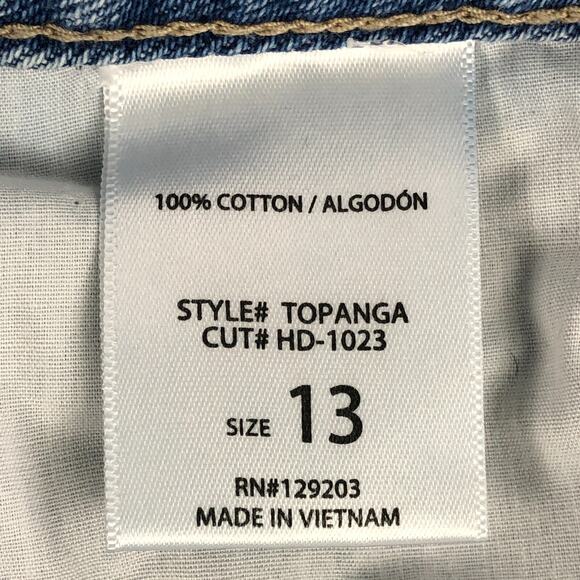 100% COTTON / ALGODÓN
STYLE# TOPANGA
CUT# HD-1023
SIZE 13
RN#129203
MADE IN VIETNAM